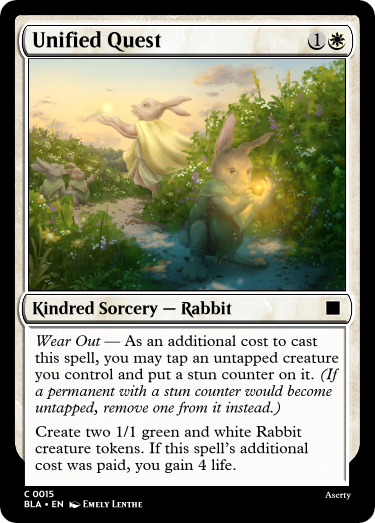 Unified Quest 1
Kindred Sorcery — Rabbit
Wear Out — As an additional cost to cast
this spell, you may tap an untapped creature
you control and put a stun counter on it. (If
a permanent with a stun counter would become
untapped, remove one from it instead.)
Create two 1/1 green and white Rabbit
creature tokens. If this spell's additional
cost was paid, you gain 4 life.
C 0015
BLA • EN Emely Lenthe
Aserty